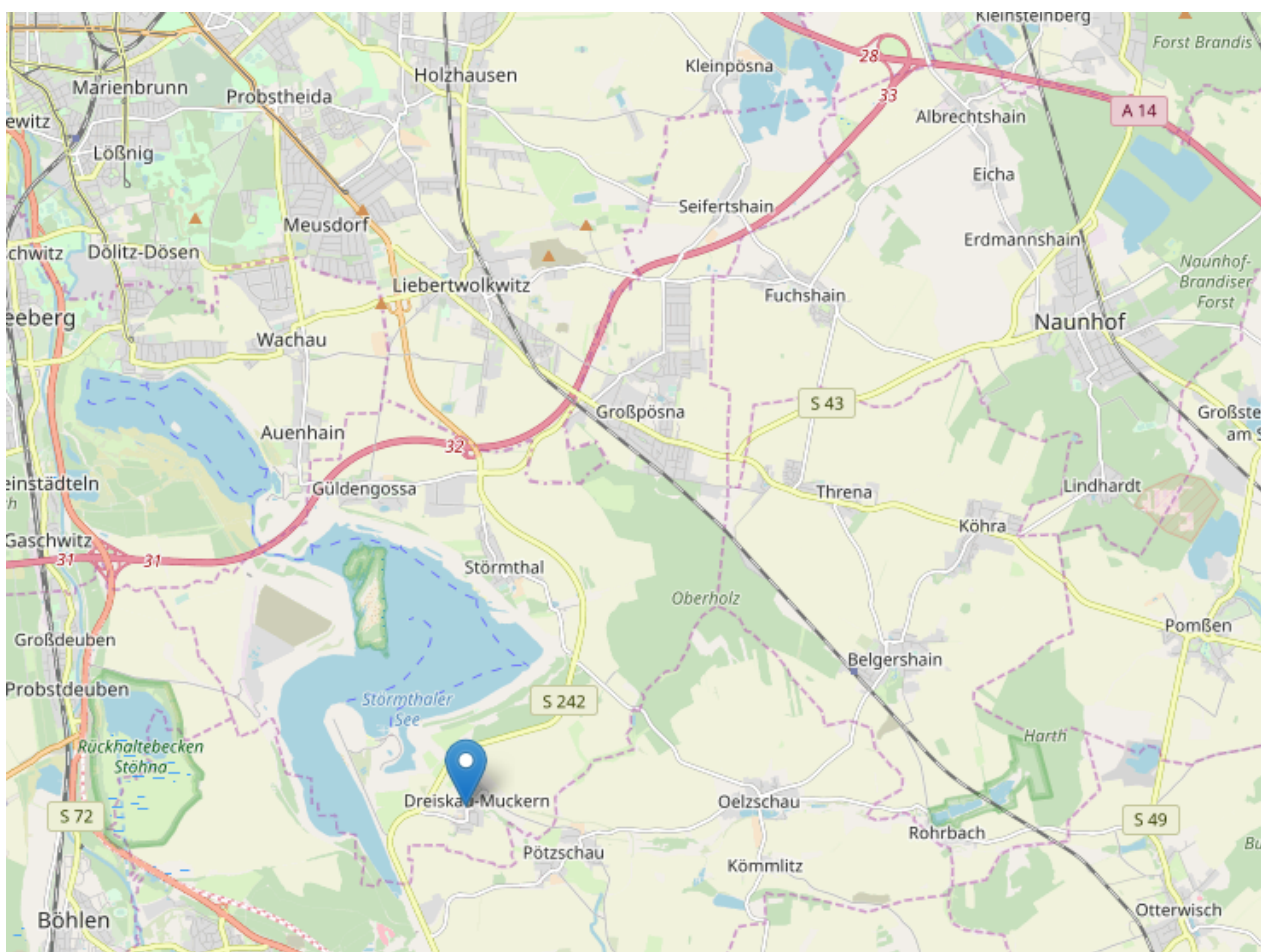 Kleinsteinberg
28
Forst Brandis
Kleinpösna
Holzhausen
Marienbrunn
Probstheida
33
A 14
Albrechtshain
ewitz
Lößnig
Eicha
Seifertshain
Meusdorf
Erdmannshain
chwitz
Dölitz-Dösen
Naunhof-
Brandiser
Forst
Liebertwolkwitz
Fuchshain
eeberg
Naunhof
Wachau
S 43
Großpösna
Großste
am S
Auenhain
32
einstädteln
Güldengossa
Threna
Lindhardt
h
Köhra
Gaschwitz
31
31
Störmthal
Oberholz
Großdeuben
Pomßen
Belgershain
Probstdeuben
Störmthaler
See
S 242
Rückhaltebecken
Stöhna
Harth
Dreiskau-Muckern
Oelzschau
S 72
S 49
Rohrbach
Bu
Pötzschau
Kömmlitz
Böhlen
Otterwisch